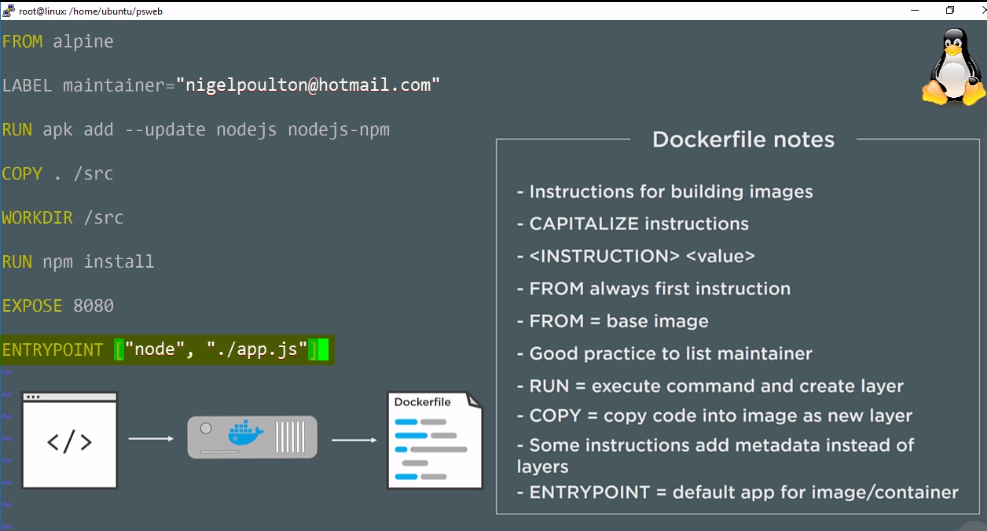 root@linux: /home/ubuntu/psweb
FROM alpine
LABEL maintainer="nigelpoulton@hotmail.com"
RUN apk add --update nodejs nodejs-npm
COPY . /src
WORKDIR /src
RUN npm install
EXPOSE 8080
ENTRYPOINT ["node", "./app.js"]
~
~
~
~
~
~
~
~
</>
Dockerfile
Dockerfile notes
- Instructions for building images
- CAPITALIZE instructions
- <INSTRUCTION> <value>
- FROM always first instruction
- FROM = base image
- Good practice to list maintainer
- RUN = execute command and create layer
- COPY = copy code into image as new layer
- Some instructions add metadata instead of
layers
- ENTRYPOINT = default app for image/container